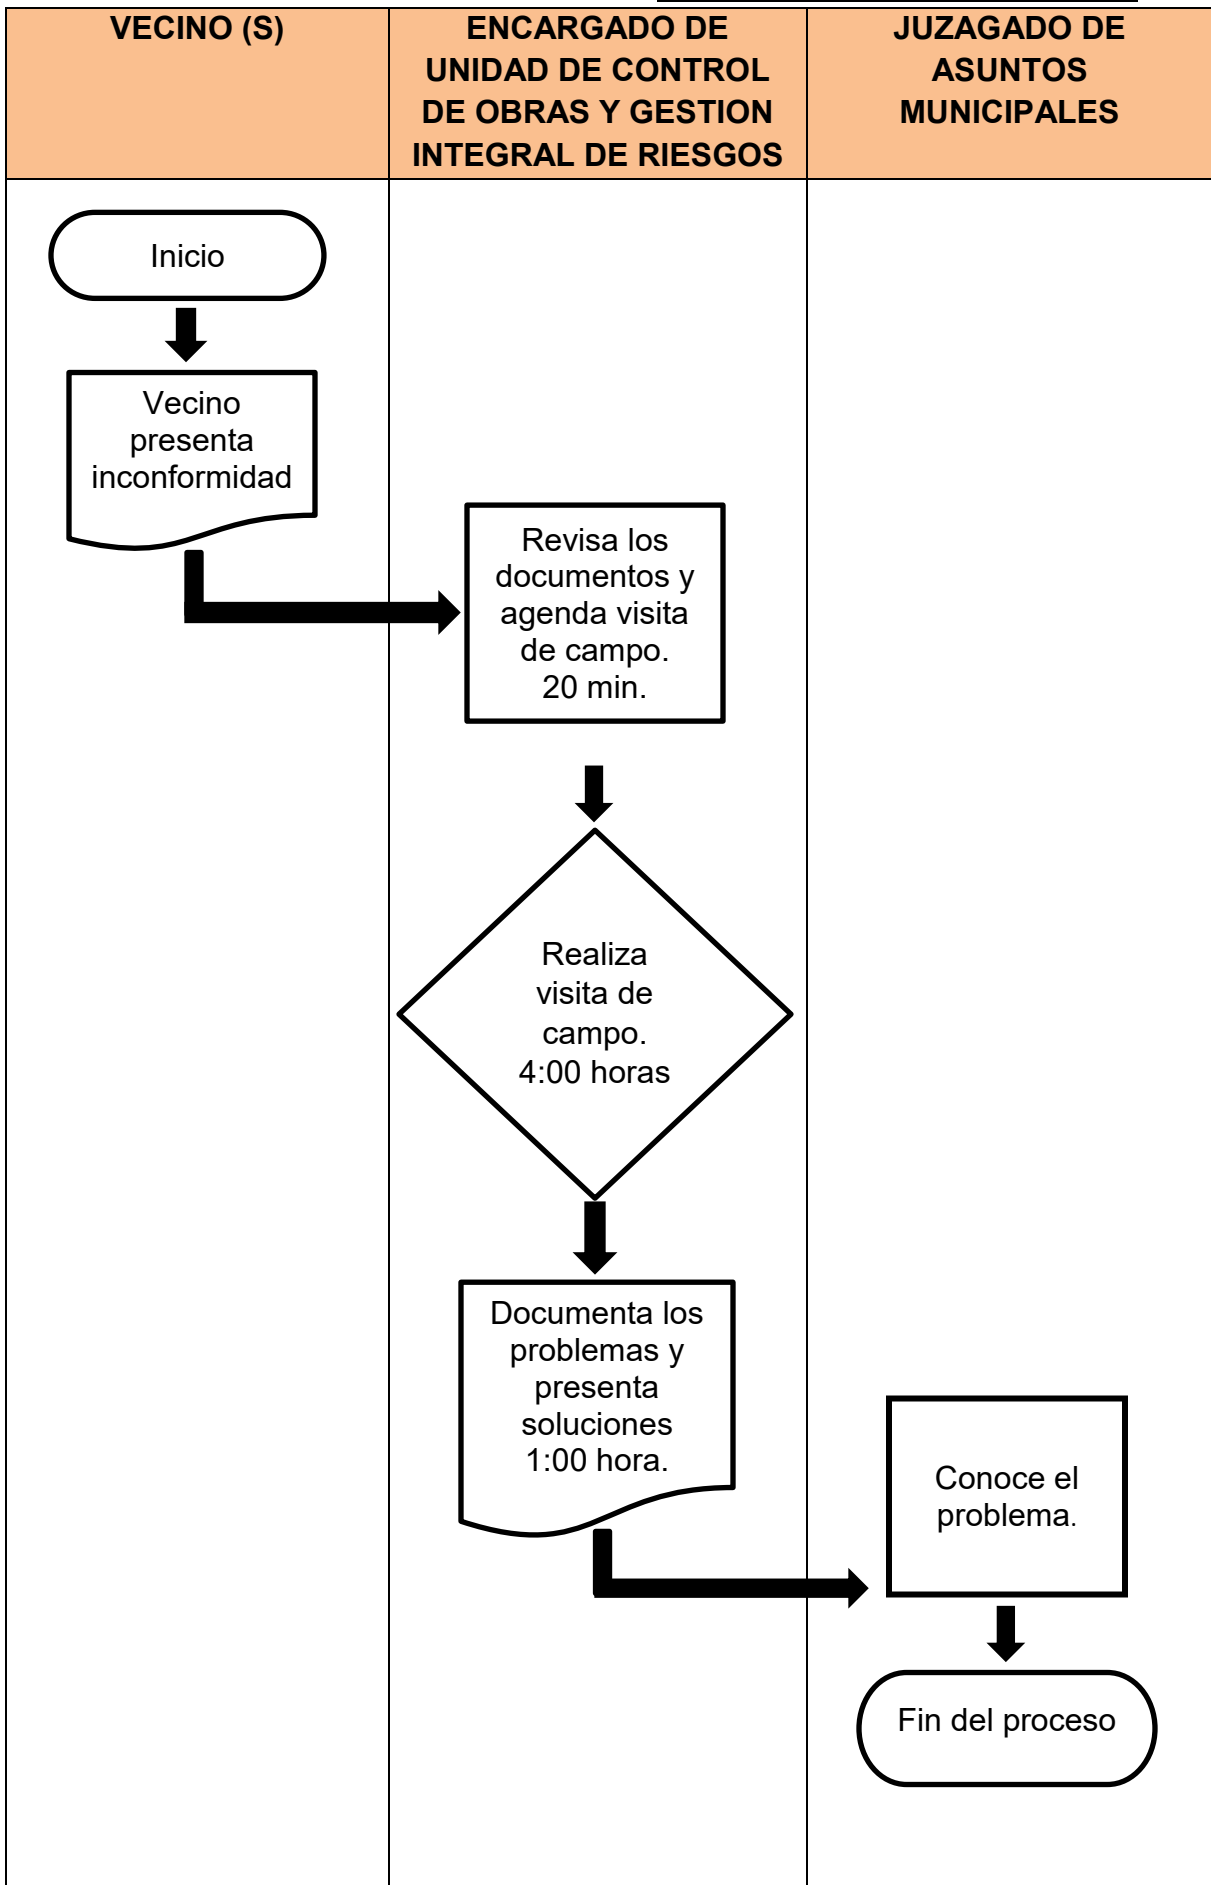 VECINO (S)
ENCARGADO DE
UNIDAD DE CONTROL
DE OBRAS Y GESTION
INTEGRAL DE RIESGOS
JUZAGADO DE
ASUNTOS
MUNICIPALES
Inicio
Vecino
presenta
inconformidad
Revisa los
documentos y
agenda visita
de campo.
20 min.
Realiza
visita de
campo.
4:00 horas
Documenta los
problemas y
presenta
soluciones
1:00 hora.
Conoce el
problema.
Fin del proceso